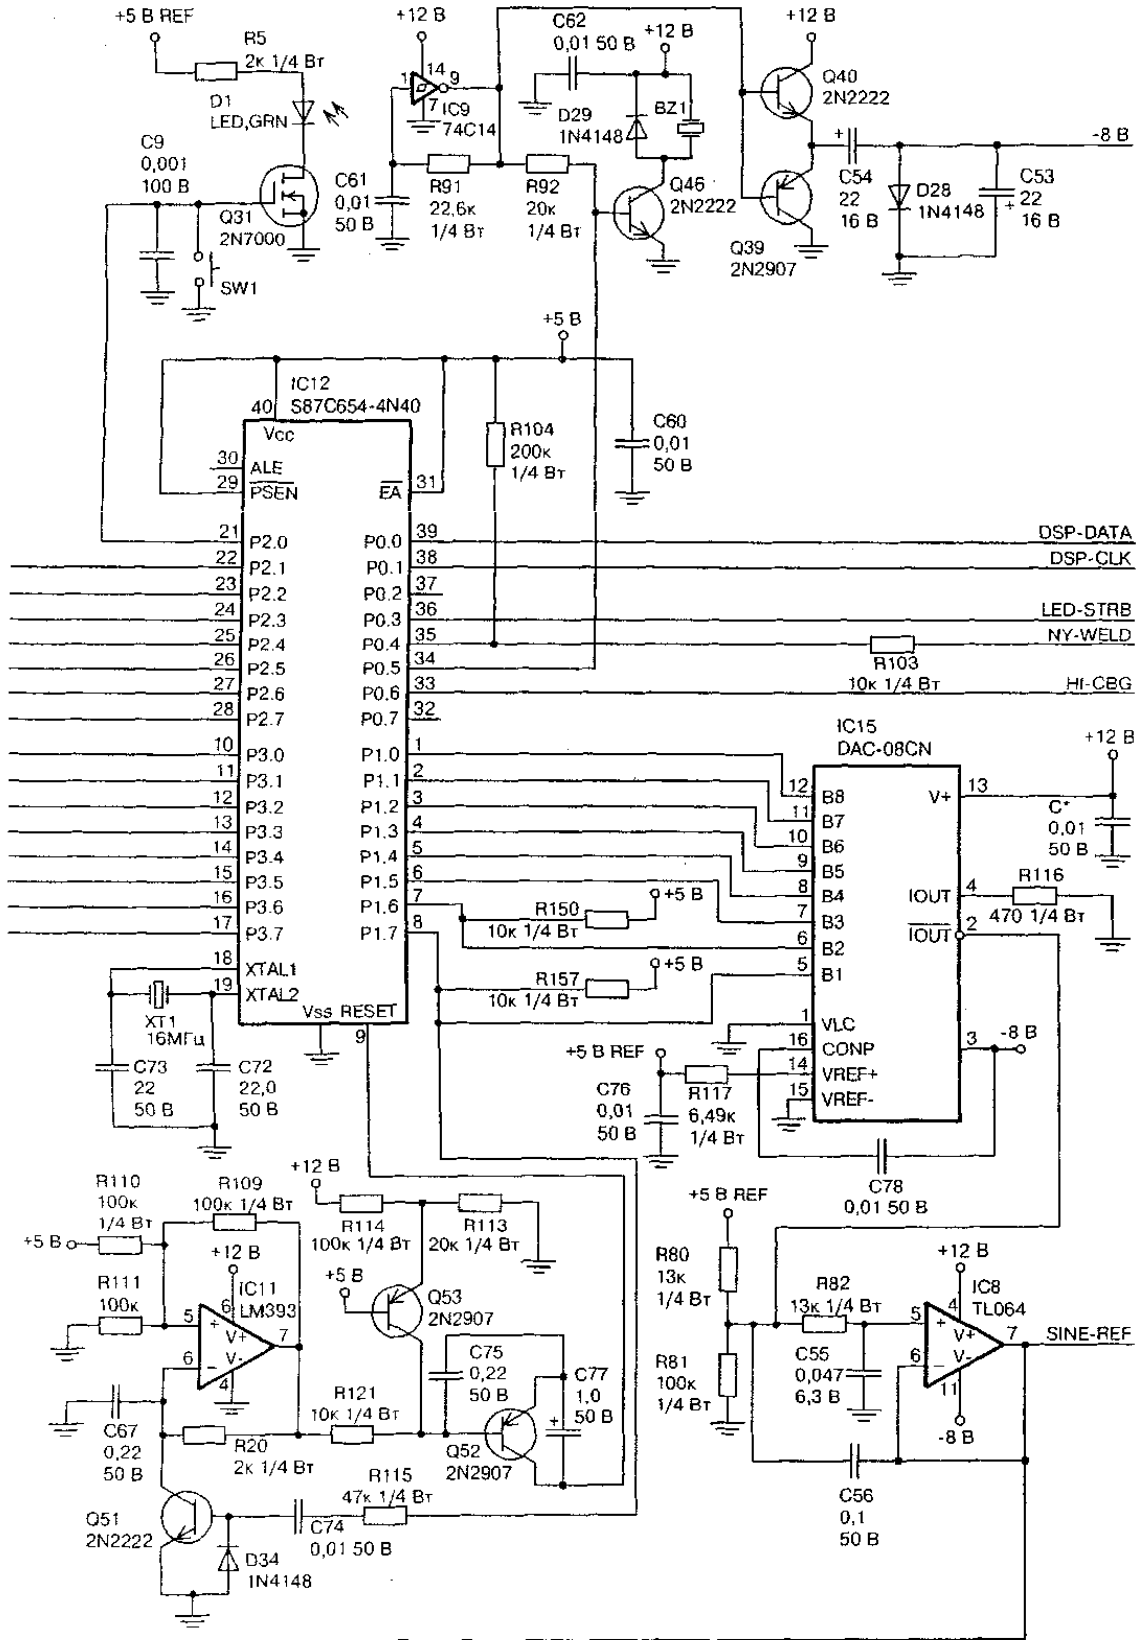 +5 В REF
R5
2к 1/4 Вт
D1
LED,GRN
C9
0,001
100 В
Q31
2N7000
SW1
+12 В
14
1
9
7
IC9
74C14
C61
0,01
50 В
R91
22,6к
1/4 Вт
R92
20к
1/4 Вт
C62
0,01 50 В
+12 В
D29
1N4148
BZ1
Q46
2N2222
+12 В
Q40
2N2222
+
C54
22
16 В
Q39
2N2907
D28
1N4148
-8 В
C53
22
+
16 В
+5 В
IC12
S87C654-4N40
40
Vcc
30
ALE
29
PSEN
31
EA
R104
200к
1/4 Вт
C60
0,01
50 В
21
P2.0
22
P2.1
23
P2.2
24
P2.3
25
P2.4
26
P2.5
27
P2.6
28
P2.7
10
P3.0
11
P3.1
12
P3.2
13
P3.3
14
P3.4
15
P3.5
16
P3.6
17
P3.7
18
XTAL1
19
XTAL2
Vss
RESET
9
P0.0
39
P0.1
38
P0.2
37
P0.3
36
P0.4
35
P0.5
34
P0.6
33
P0.7
32
P1.0
1
P1.1
2
P1.2
3
P1.3
4
P1.4
5
P1.5
6
P1.6
7
P1.7
8
DSP-DATA
DSP-CLK
LED-STRB
NY-WELD
R103
10к 1/4 Вт
HI-CBG
IC15
DAC-08CN
12
B8
11
B7
10
B6
9
B5
8
B4
7
B3
6
B2
5
B1
1
VLC
16
CONP
14
VREF+
15
VREF-
V+
13
IOUT
4
IOUT
2
3
+12 В
C*
0,01
50 В
R116
470 1/4 Вт
-8 В
R150
10к 1/4 Вт
+5 В
R157
10к 1/4 Вт
+5 В
XT1
16МГц
C73
22
50 В
C72
22,0
50 В
+5 В REF
C76
0,01
50 В
R117
6,49к
1/4 Вт
C78
0,01 50 В
R110
100к
1/4 Вт
R109
100к 1/4 Вт
+5 В
R111
100к
+12 В
IC11
LM393
6
5
+
V+
7
6
−
V-
4
C67
0,22
50 В
R20
2к 1/4 Вт
+12 В
R114
100к 1/4 Вт
R113
20к 1/4 Вт
+5 В
Q53
2N2907
C75
0,22
50 В
C77
1,0
50 В
+
R121
10к 1/4 Вт
Q52
2N2907
R115
47к 1/4 Вт
Q51
2N2222
C74
0,01 50 В
D34
1N4148
+5 В REF
R80
13к
1/4 Вт
R81
100к
1/4 Вт
R82
13к 1/4 Вт
C55
0,047
6,3 В
+12 В
IC8
TL064
4
5
+
V+
7
6
−
V-
11
-8 В
SINE-REF
C56
0,1
50 В